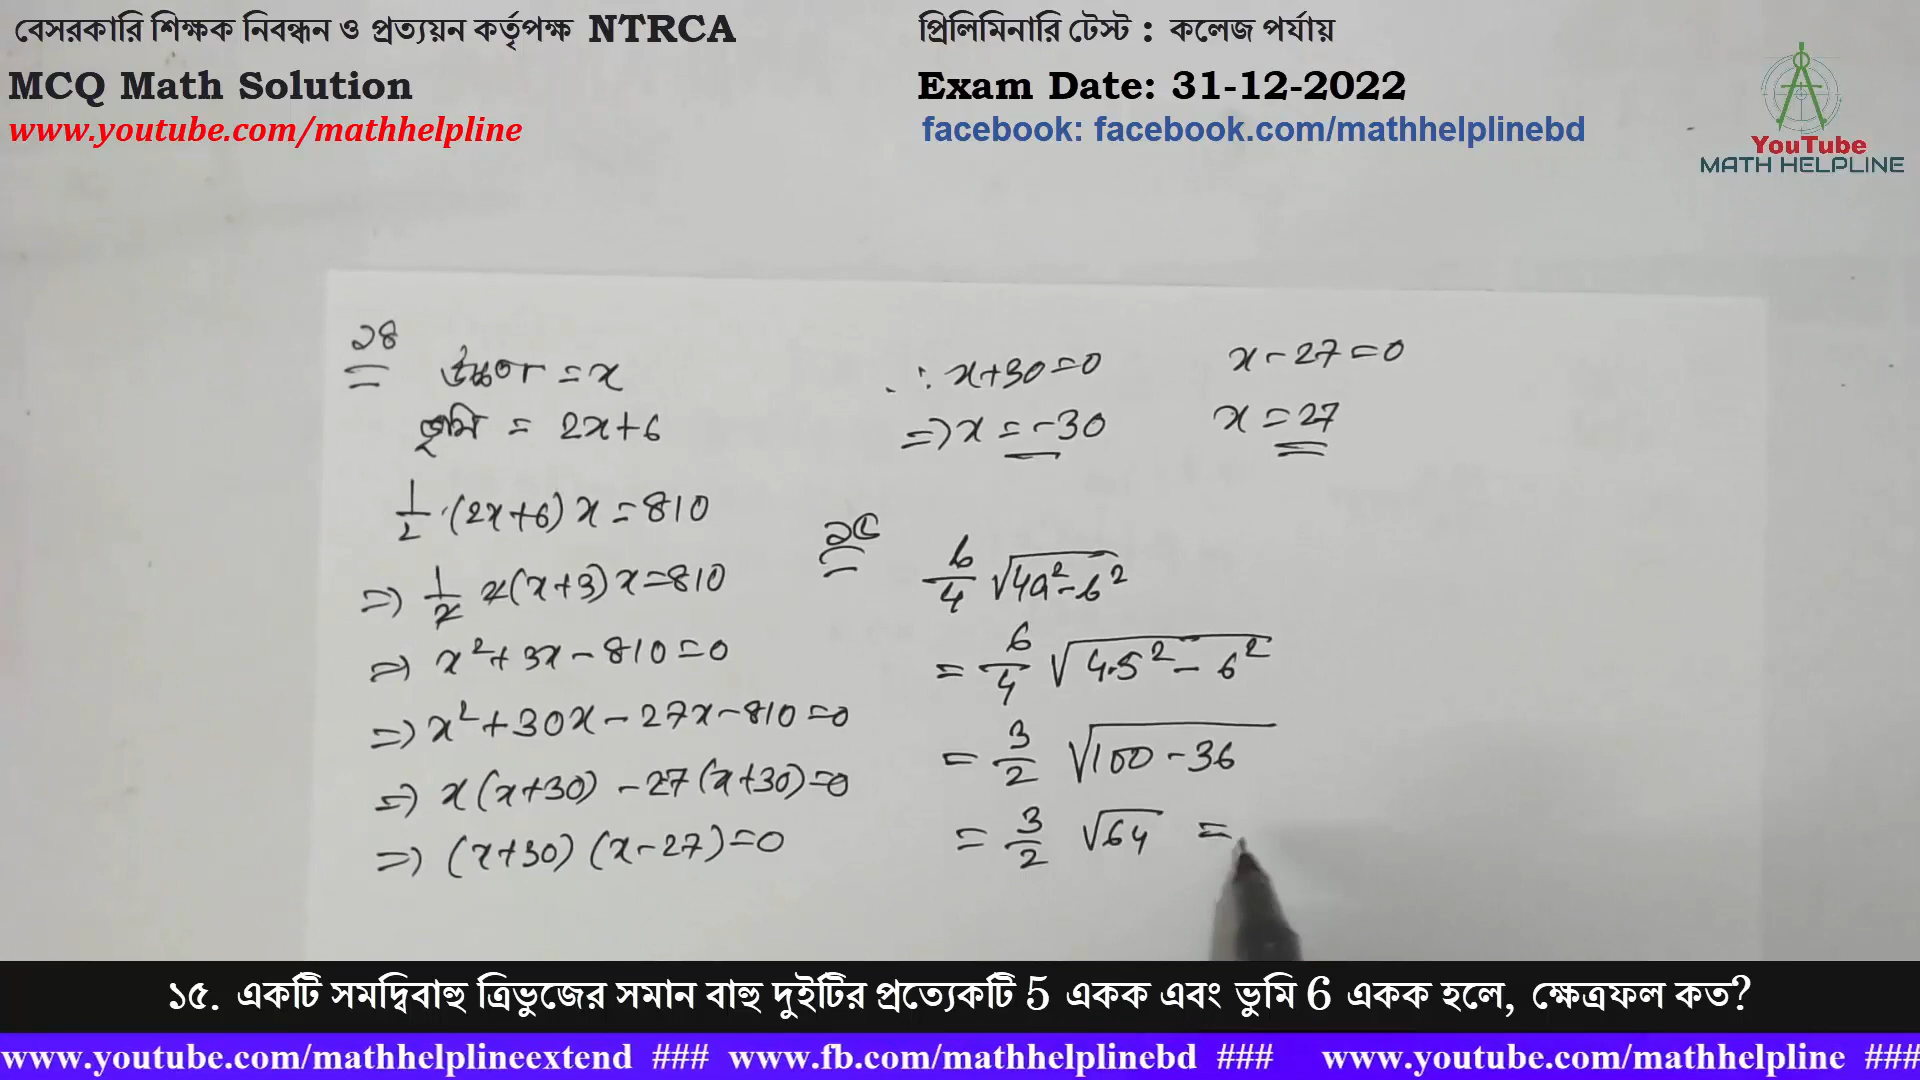 বেসরকারি শিক্ষক নিবন্ধন ও প্রত্যয়ন কর্তৃপক্ষ NTRCA
MCQ Math Solution
www.youtube.com/mathhelpline
প্রিলিমিনারি টেস্ট : কলেজ পর্যায়
Exam Date: 31-12-2022
facebook: facebook.com/mathhelplinebd
YouTube
MATH HELPLINE
১৪
উচ্চতা = x
ভূমি = 2x+6
1/2 · (2x+6) x = 810
⇒ 1/2 2(x+3) x = 810
⇒ x² + 3x - 810 = 0
⇒ x² + 30x - 27x - 810 = 0
⇒ x(x+30) - 27(x+30) = 0
⇒ (x+30) (x-27) = 0
∴ x+30 = 0
⇒ x = -30
x - 27 = 0
x = 27
১৫
b/4 √4a² - b²
= 6/4 √4·5² - 6²
= 3/2 √100 - 36
= 3/2 √64 =
১৫. একটি সমদ্বিবাহু ত্রিভুজের সমান বাহু দুইটির প্রত্যেকটি 5 একক এবং ভুমি 6 একক হলে, ক্ষেত্রফল কত?
www.youtube.com/mathhelplineextend ### www.fb.com/mathhelplinebd ### www.youtube.com/mathhelpline ###